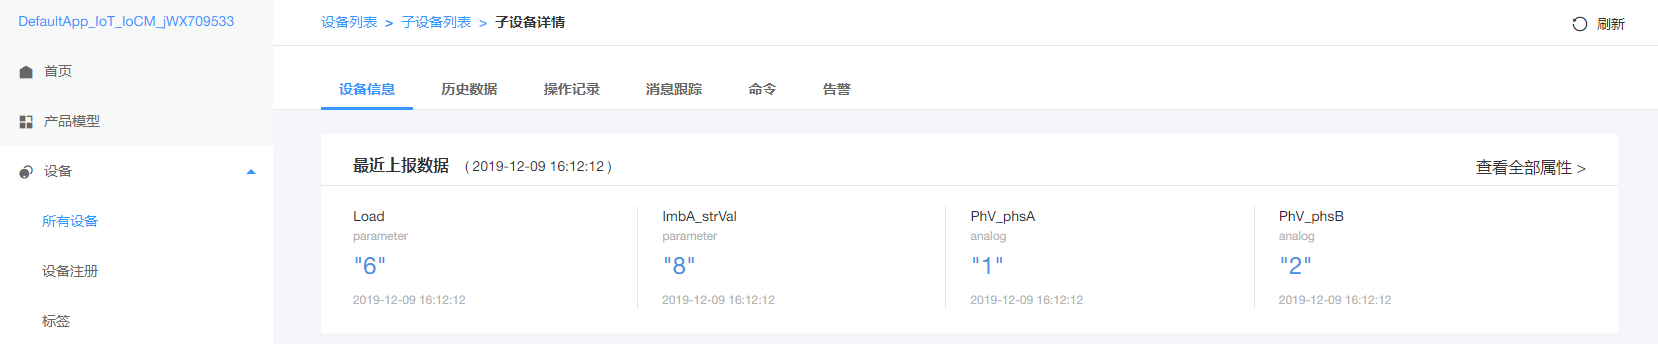 DefaultApp_IoT_IoCM_jWX709533
首页
产品模型
设备
所有设备
设备注册
标签
设备列表 > 子设备列表 > 子设备详情
刷新
设备信息 历史数据 操作记录 消息跟踪 命令 告警
最近上报数据 ( 2019-12-09 16:12:12 )
查看全部属性 >
Load
parameter
"6"
2019-12-09 16:12:12
ImbA_strVal
parameter
"8"
2019-12-09 16:12:12
PhV_phsA
analog
"1"
2019-12-09 16:12:12
PhV_phsB
analog
"2"
2019-12-09 16:12:12